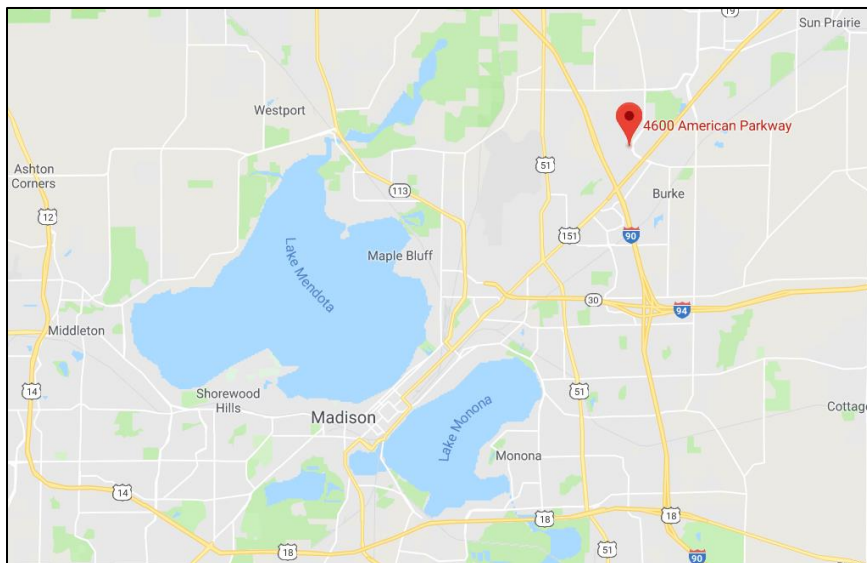 19
Sun Prairie
Westport
4600 American Parkway
51
Ashton
Corners
113
Burke
12
151
90
Lake Mendota
Maple Bluff
30
94
Middleton
14
Shorewood
Hills
51
Cottage
Madison
Lake Monona
Monona
14
18
18
18
51
90